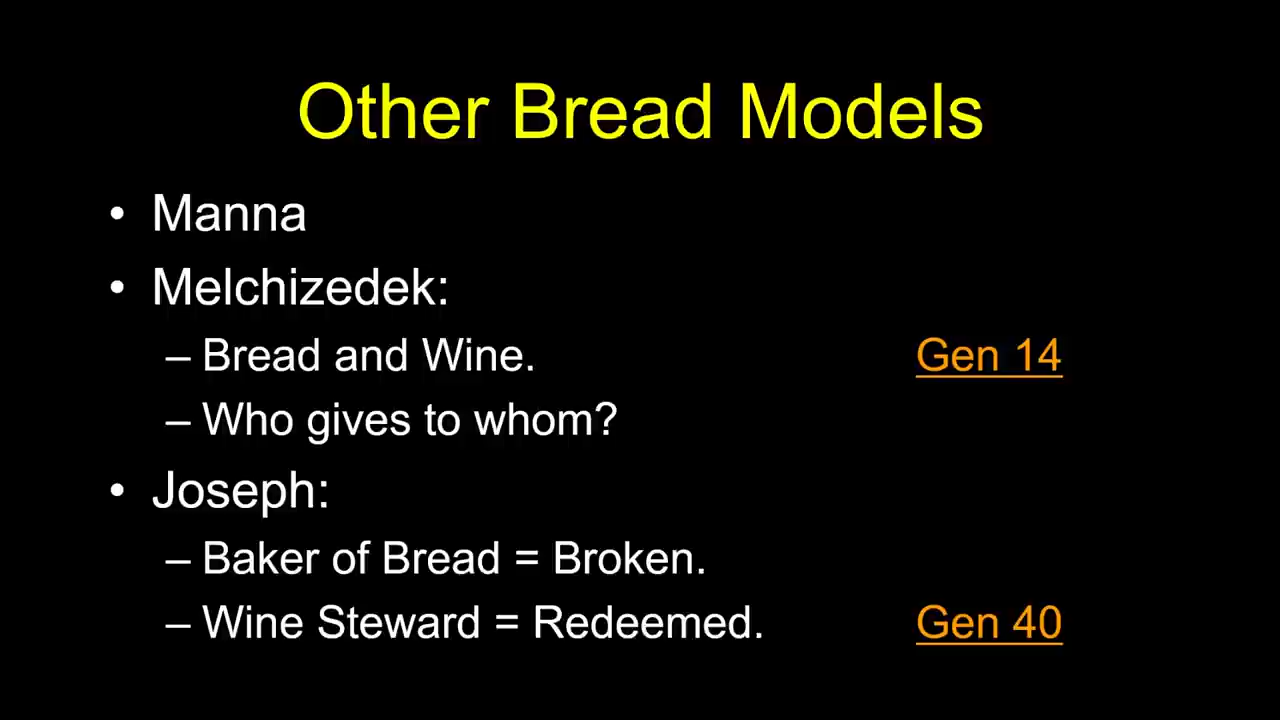 Other Bread Models
• Manna
• Melchizedek:
– Bread and Wine. Gen 14
– Who gives to whom?
• Joseph:
– Baker of Bread = Broken.
– Wine Steward = Redeemed. Gen 40